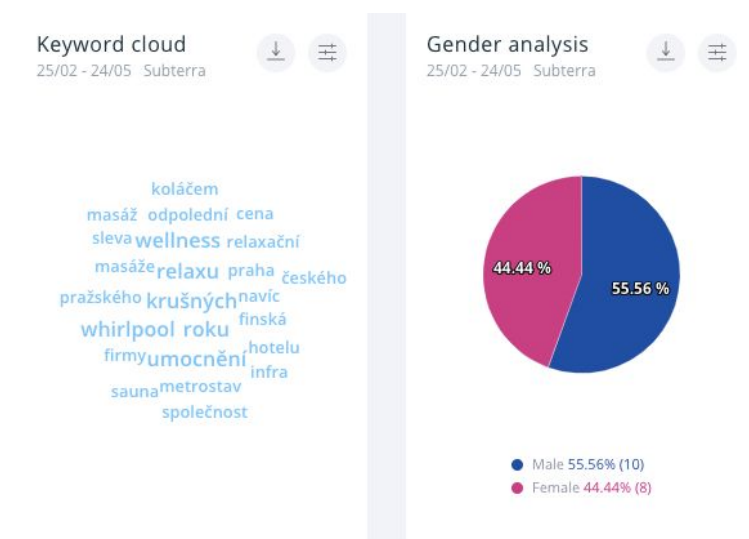 Keyword cloud
25/02 - 24/05 Subterra
koláčem
masáž odpolední cena
sleva wellness relaxační
masáže relaxu praha českého
pražského krušných navíc
whirlpool roku finská
firmy umocnění hotelu
infra
sauna metrostav
společnost
Gender analysis
25/02 - 24/05 Subterra
44.44 %
55.56 %
Male 55.56% (10)
Female 44.44% (8)